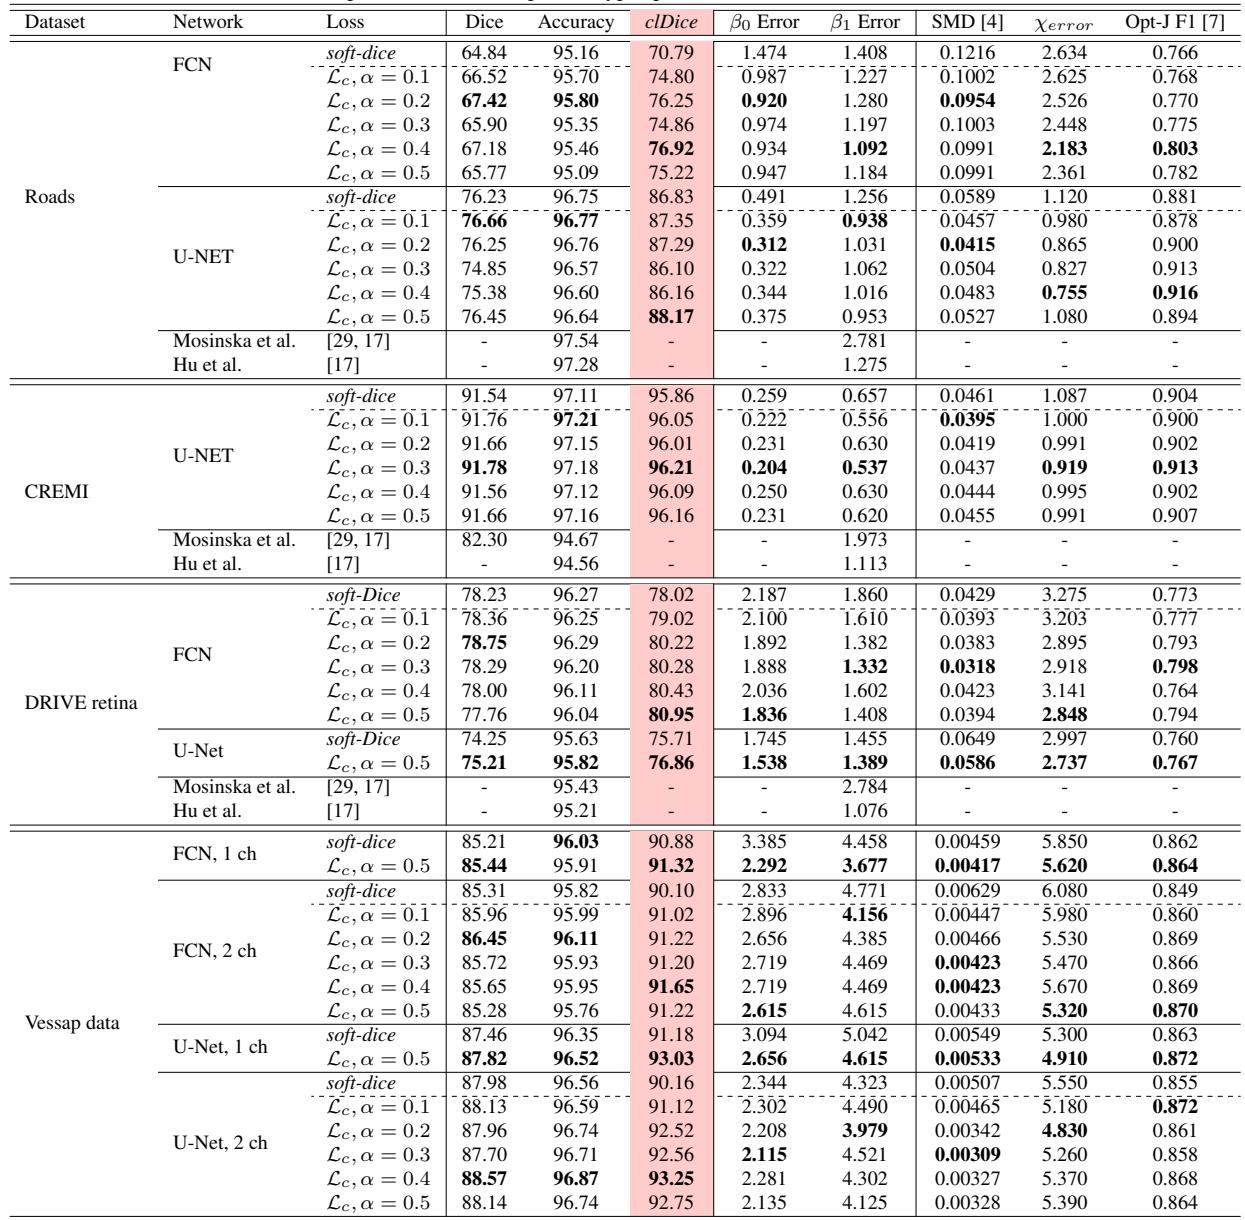 Dataset Network Loss Dice Accuracy clDice β0 Error β1 Error SMD [4] χerror Opt-J F1 [7]
Roads FCN soft-dice 64.84 95.16 70.79 1.474 1.408 0.1216 2.634 0.766
ℒc, α = 0.1 66.52 95.70 74.80 0.987 1.227 0.1002 2.625 0.768
ℒc, α = 0.2 67.42 95.80 76.25 0.920 1.280 0.0954 2.526 0.770
ℒc, α = 0.3 65.90 95.35 74.86 0.974 1.197 0.1003 2.448 0.775
ℒc, α = 0.4 67.18 95.46 76.92 0.934 1.092 0.0991 2.183 0.803
ℒc, α = 0.5 65.77 95.09 75.22 0.947 1.184 0.0991 2.361 0.782
U-NET soft-dice 76.23 96.75 86.83 0.491 1.256 0.0589 1.120 0.881
ℒc, α = 0.1 76.66 96.77 87.35 0.359 0.938 0.0457 0.980 0.878
ℒc, α = 0.2 76.25 96.76 87.29 0.312 1.031 0.0415 0.865 0.900
ℒc, α = 0.3 74.85 96.57 86.10 0.322 1.062 0.0504 0.827 0.913
ℒc, α = 0.4 75.38 96.60 86.16 0.344 1.016 0.0483 0.755 0.916
ℒc, α = 0.5 76.45 96.64 88.17 0.375 0.953 0.0527 1.080 0.894
Mosinska et al. [29, 17] - 97.54 - - 2.781 - - -
Hu et al. [17] - 97.28 - - 1.275 - - -
CREMI U-NET soft-dice 91.54 97.11 95.86 0.259 0.657 0.0461 1.087 0.904
ℒc, α = 0.1 91.76 97.21 96.05 0.222 0.556 0.0395 1.000 0.900
ℒc, α = 0.2 91.66 97.15 96.01 0.231 0.630 0.0419 0.991 0.902
ℒc, α = 0.3 91.78 97.18 96.21 0.204 0.537 0.0437 0.919 0.913
ℒc, α = 0.4 91.56 97.12 96.09 0.250 0.630 0.0444 0.995 0.902
ℒc, α = 0.5 91.66 97.16 96.16 0.231 0.620 0.0455 0.991 0.907
Mosinska et al. [29, 17] 82.30 94.67 - - 1.973 - - -
Hu et al. [17] - 94.56 - - 1.113 - - -
DRIVE retina FCN soft-Dice 78.23 96.27 78.02 2.187 1.860 0.0429 3.275 0.773
ℒc, α = 0.1 78.36 96.25 79.02 2.100 1.610 0.0393 3.203 0.777
ℒc, α = 0.2 78.75 96.29 80.22 1.892 1.382 0.0383 2.895 0.793
ℒc, α = 0.3 78.29 96.20 80.28 1.888 1.332 0.0318 2.918 0.798
ℒc, α = 0.4 78.00 96.11 80.43 2.036 1.602 0.0423 3.141 0.764
ℒc, α = 0.5 77.76 96.04 80.95 1.836 1.408 0.0394 2.848 0.794
U-Net soft-Dice 74.25 95.63 75.71 1.745 1.455 0.0649 2.997 0.760
ℒc, α = 0.5 75.21 95.82 76.86 1.538 1.389 0.0586 2.737 0.767
Mosinska et al. [29, 17] - 95.43 - - 2.784 - - -
Hu et al. [17] - 95.21 - - 1.076 - - -
Vessap data FCN, 1 ch soft-dice 85.21 96.03 90.88 3.385 4.458 0.00459 5.850 0.862
ℒc, α = 0.5 85.44 95.91 91.32 2.292 3.677 0.00417 5.620 0.864
FCN, 2 ch soft-dice 85.31 95.82 90.10 2.833 4.771 0.00629 6.080 0.849
ℒc, α = 0.1 85.96 95.99 91.02 2.896 4.156 0.00447 5.980 0.860
ℒc, α = 0.2 86.45 96.11 91.22 2.656 4.385 0.00466 5.530 0.869
ℒc, α = 0.3 85.72 95.93 91.20 2.719 4.469 0.00423 5.470 0.866
ℒc, α = 0.4 85.65 95.95 91.65 2.719 4.469 0.00423 5.670 0.869
ℒc, α = 0.5 85.28 95.76 91.22 2.615 4.615 0.00433 5.320 0.870
U-Net, 1 ch soft-dice 87.46 96.35 91.18 3.094 5.042 0.00549 5.300 0.863
ℒc, α = 0.5 87.82 96.52 93.03 2.656 4.615 0.00533 4.910 0.872
U-Net, 2 ch soft-dice 87.98 96.56 90.16 2.344 4.323 0.00507 5.550 0.855
ℒc, α = 0.1 88.13 96.59 91.12 2.302 4.490 0.00465 5.180 0.872
ℒc, α = 0.2 87.96 96.74 92.52 2.208 3.979 0.00342 4.830 0.861
ℒc, α = 0.3 87.70 96.71 92.56 2.115 4.521 0.00309 5.260 0.858
ℒc, α = 0.4 88.57 96.87 93.25 2.281 4.302 0.00327 5.370 0.868
ℒc, α = 0.5 88.14 96.74 92.75 2.135 4.125 0.00328 5.390 0.864